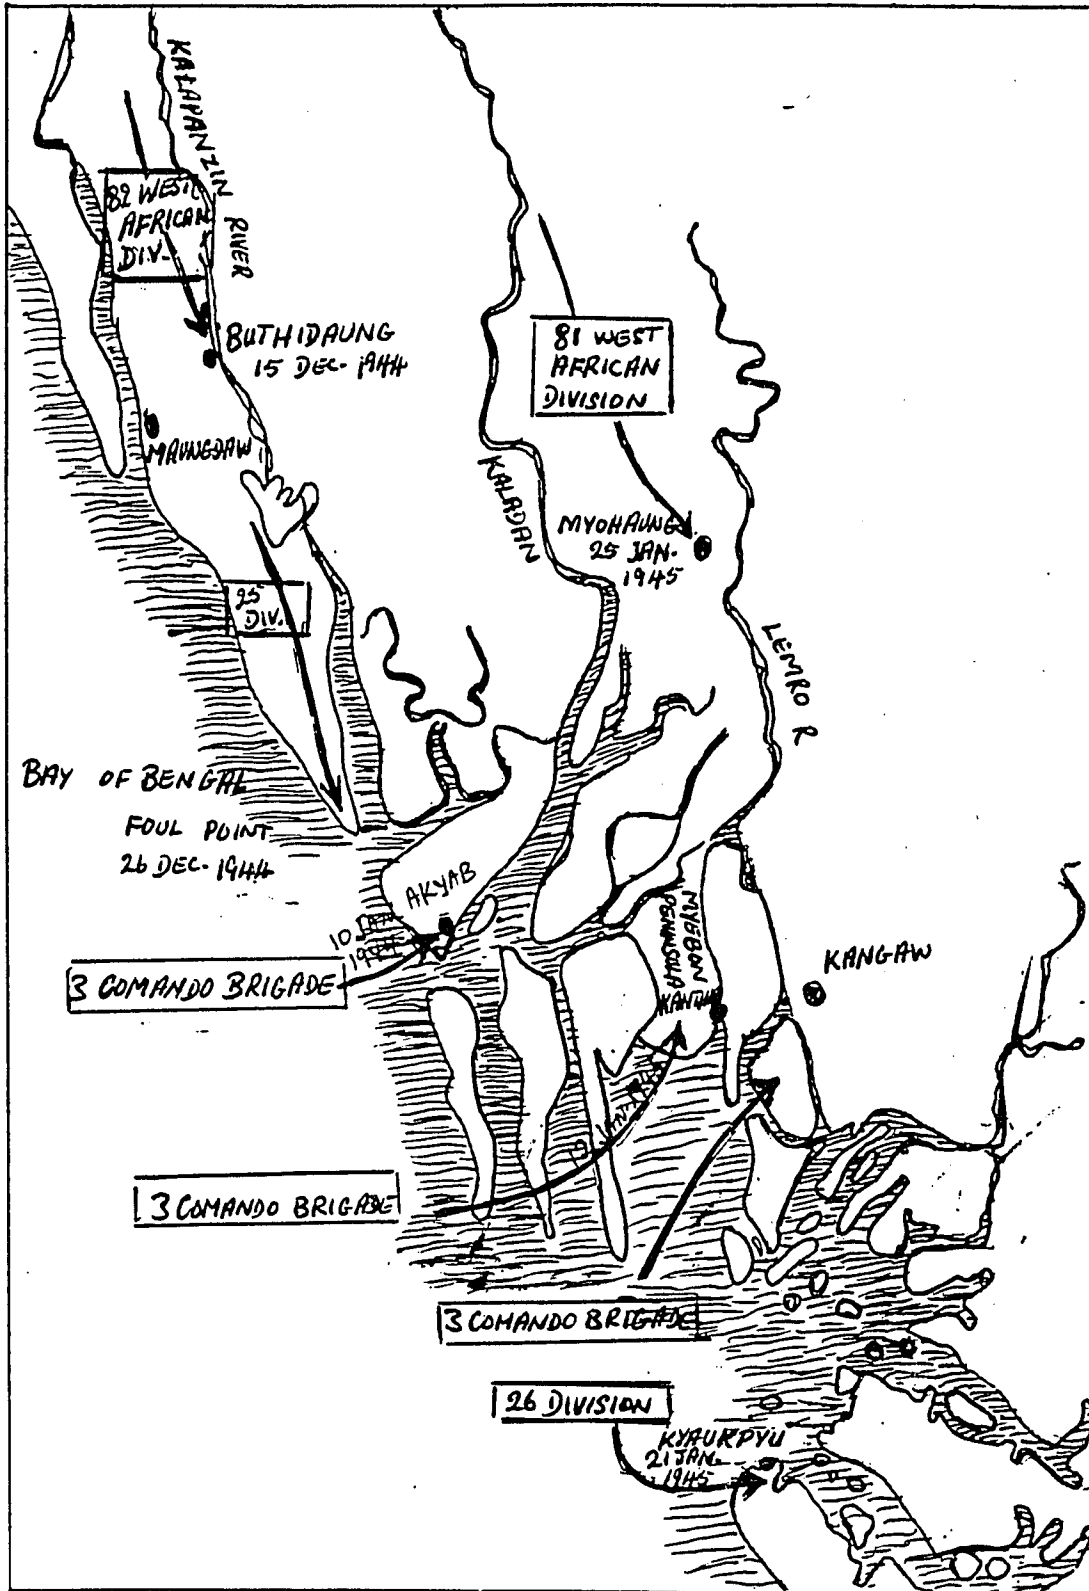 KALAPANZIN
RIVER
82 WEST
AFRICAN
DIV.
BUTHIDAUNG
15 DEC. 1944
MAUNGDAW
81 WEST
AFRICAN
DIVISION
KALADAN
MYOHAUNG
25 JAN.
1945
25
DIV.
LEMRO R
BAY OF BENGAL
FOUL POINT
26 DEC. 1944
AKYAB
10 JAN
3 COMANDO BRIGADE
MYEBON
PENINSULA
KANGAW
3 COMANDO BRIGADE
3 COMANDO BRIGADE
26 DIVISION
KYAUKPYU
21 JAN.
1945